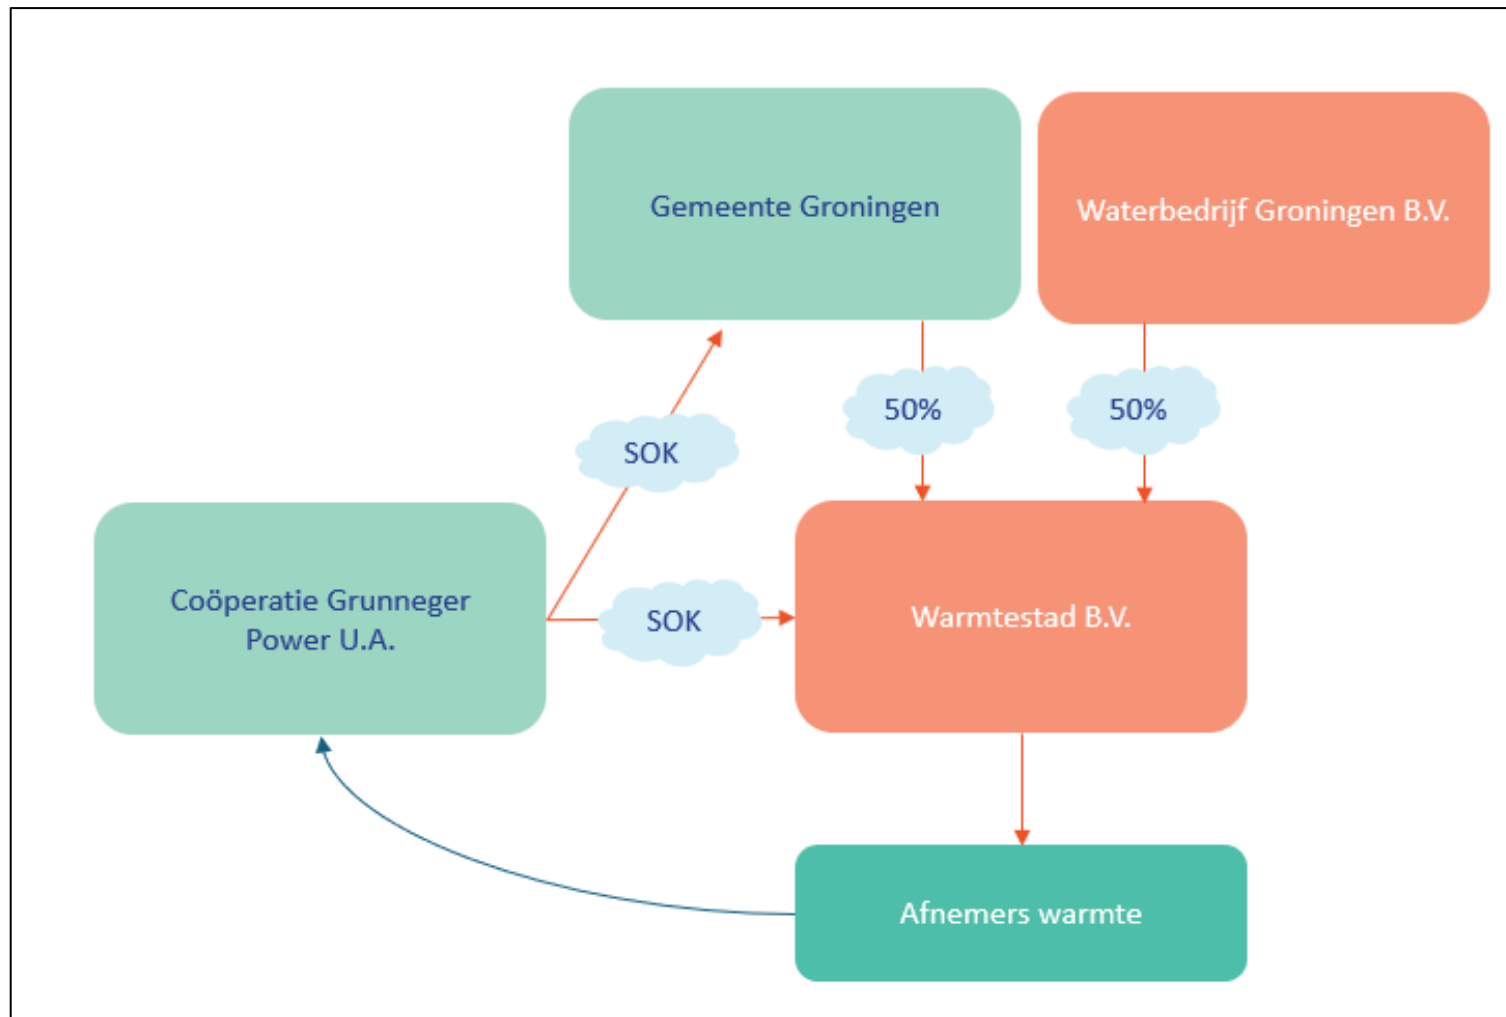 Gemeente Groningen
Waterbedrijf Groningen B.V.
50%
50%
SOK
Coöperatie Grunneger
Power U.A.
SOK
Warmtestad B.V.
Afnemers warmte